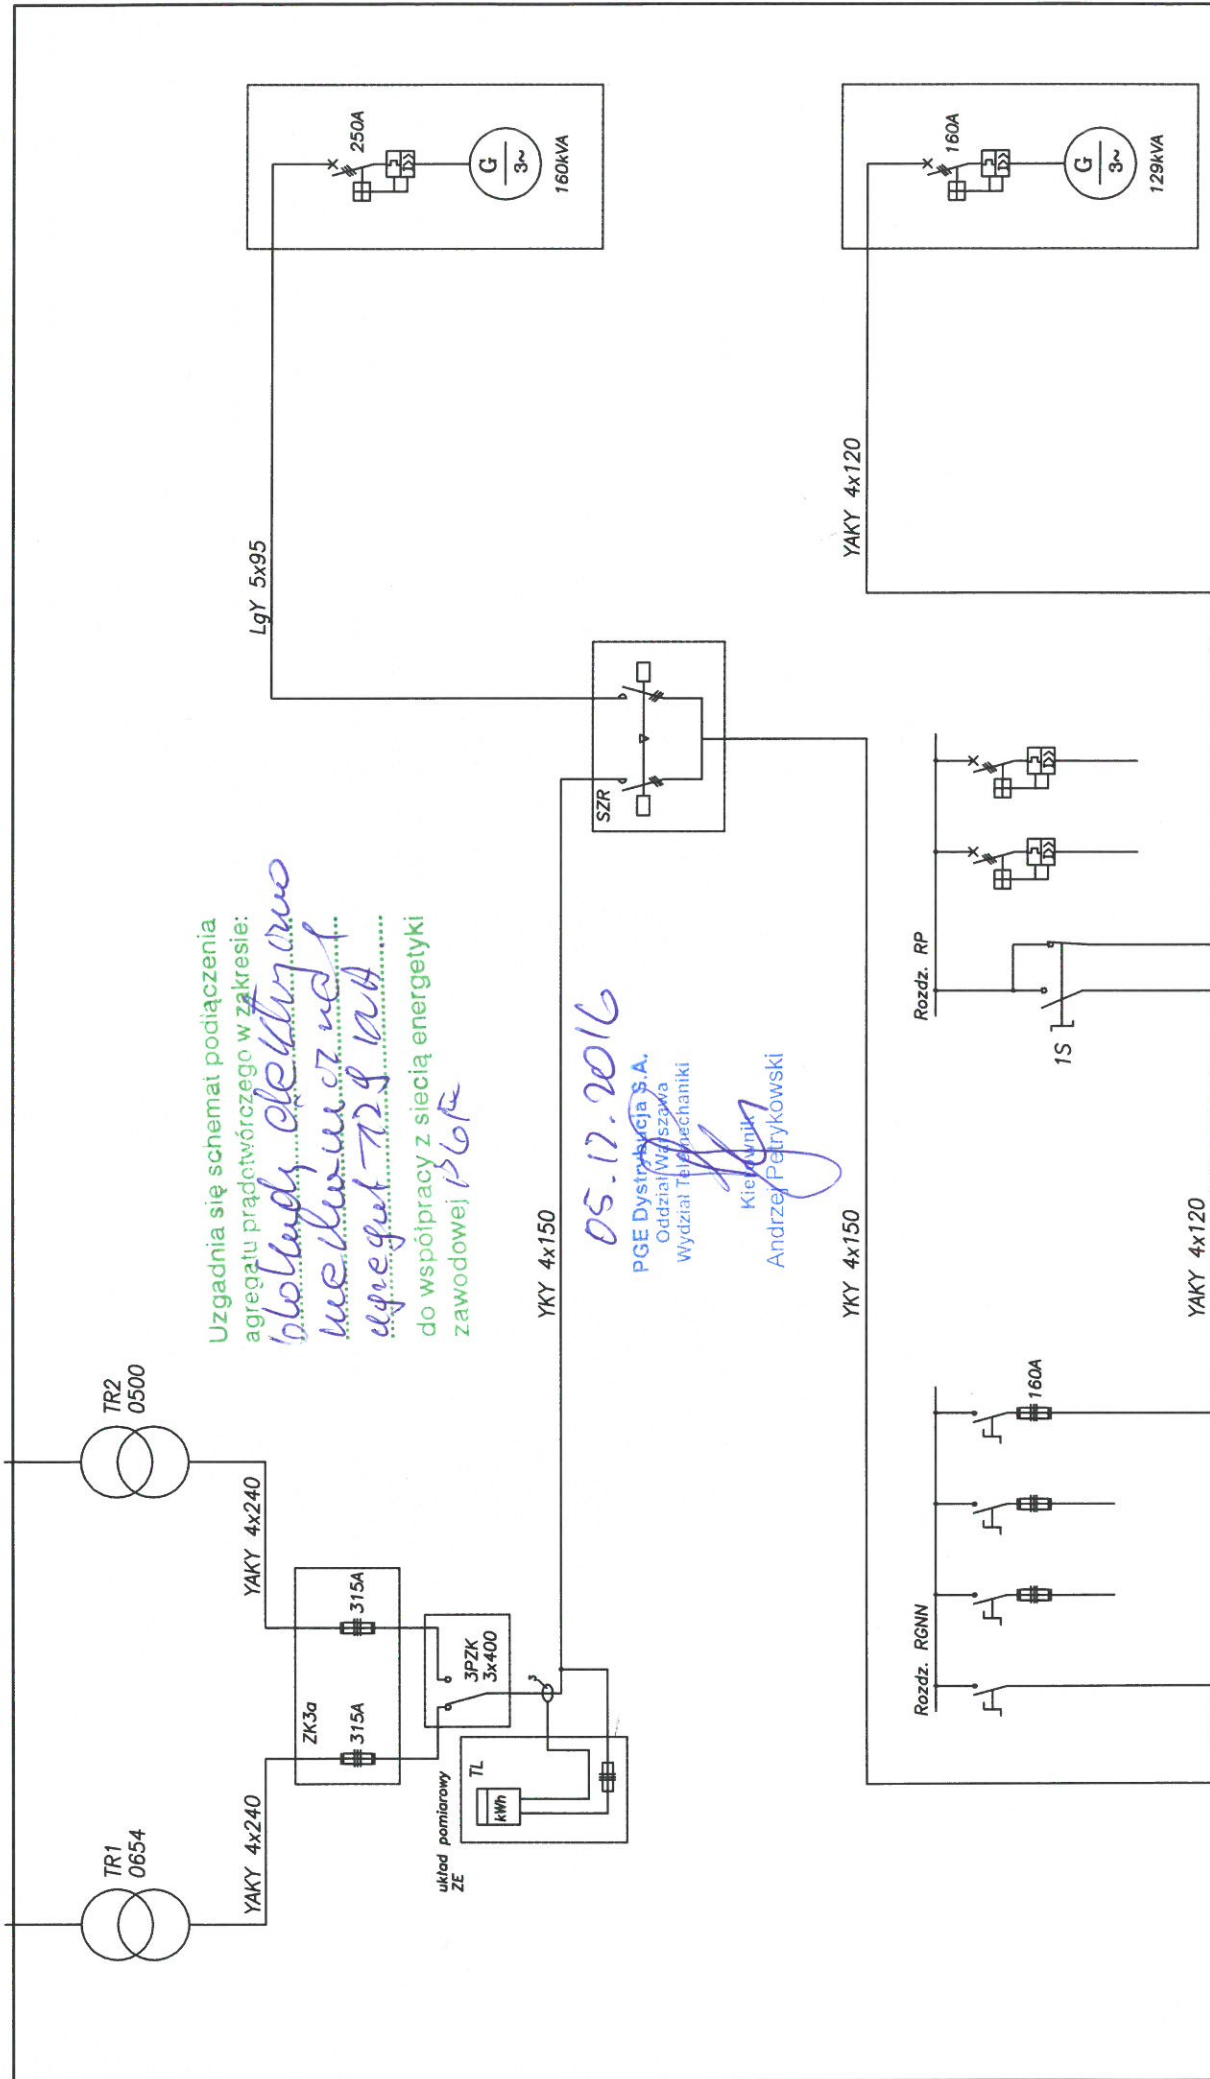 TR1
0654
TR2
0500
YAKY 4x240
YAKY 4x240
ZK3a
315A
315A
3PZK
3x400
układ pomiarowy
ZE
TL
kWh
3
Uzgadnia się schemat podłączenia
agregatu prądotwórczego w zakresie:
blokady elektryczno
do współpracy z siecią energetyki
zawodowej
YKY 4x150
05.12.2016
PGE Dystrybucja S.A.
Oddział Warszawa
Wydział Telemechaniki
Kierownik
Andrzej Petrykowski
LgY 5x95
250A
I>>
G
3~
160kVA
SZR
YKY 4x150
YAKY 4x120
160A
I>>
G
3~
129kVA
Rozdz. RGNN
160A
YAKY 4x120
Rozdz. RP
1S
I>>
I>>